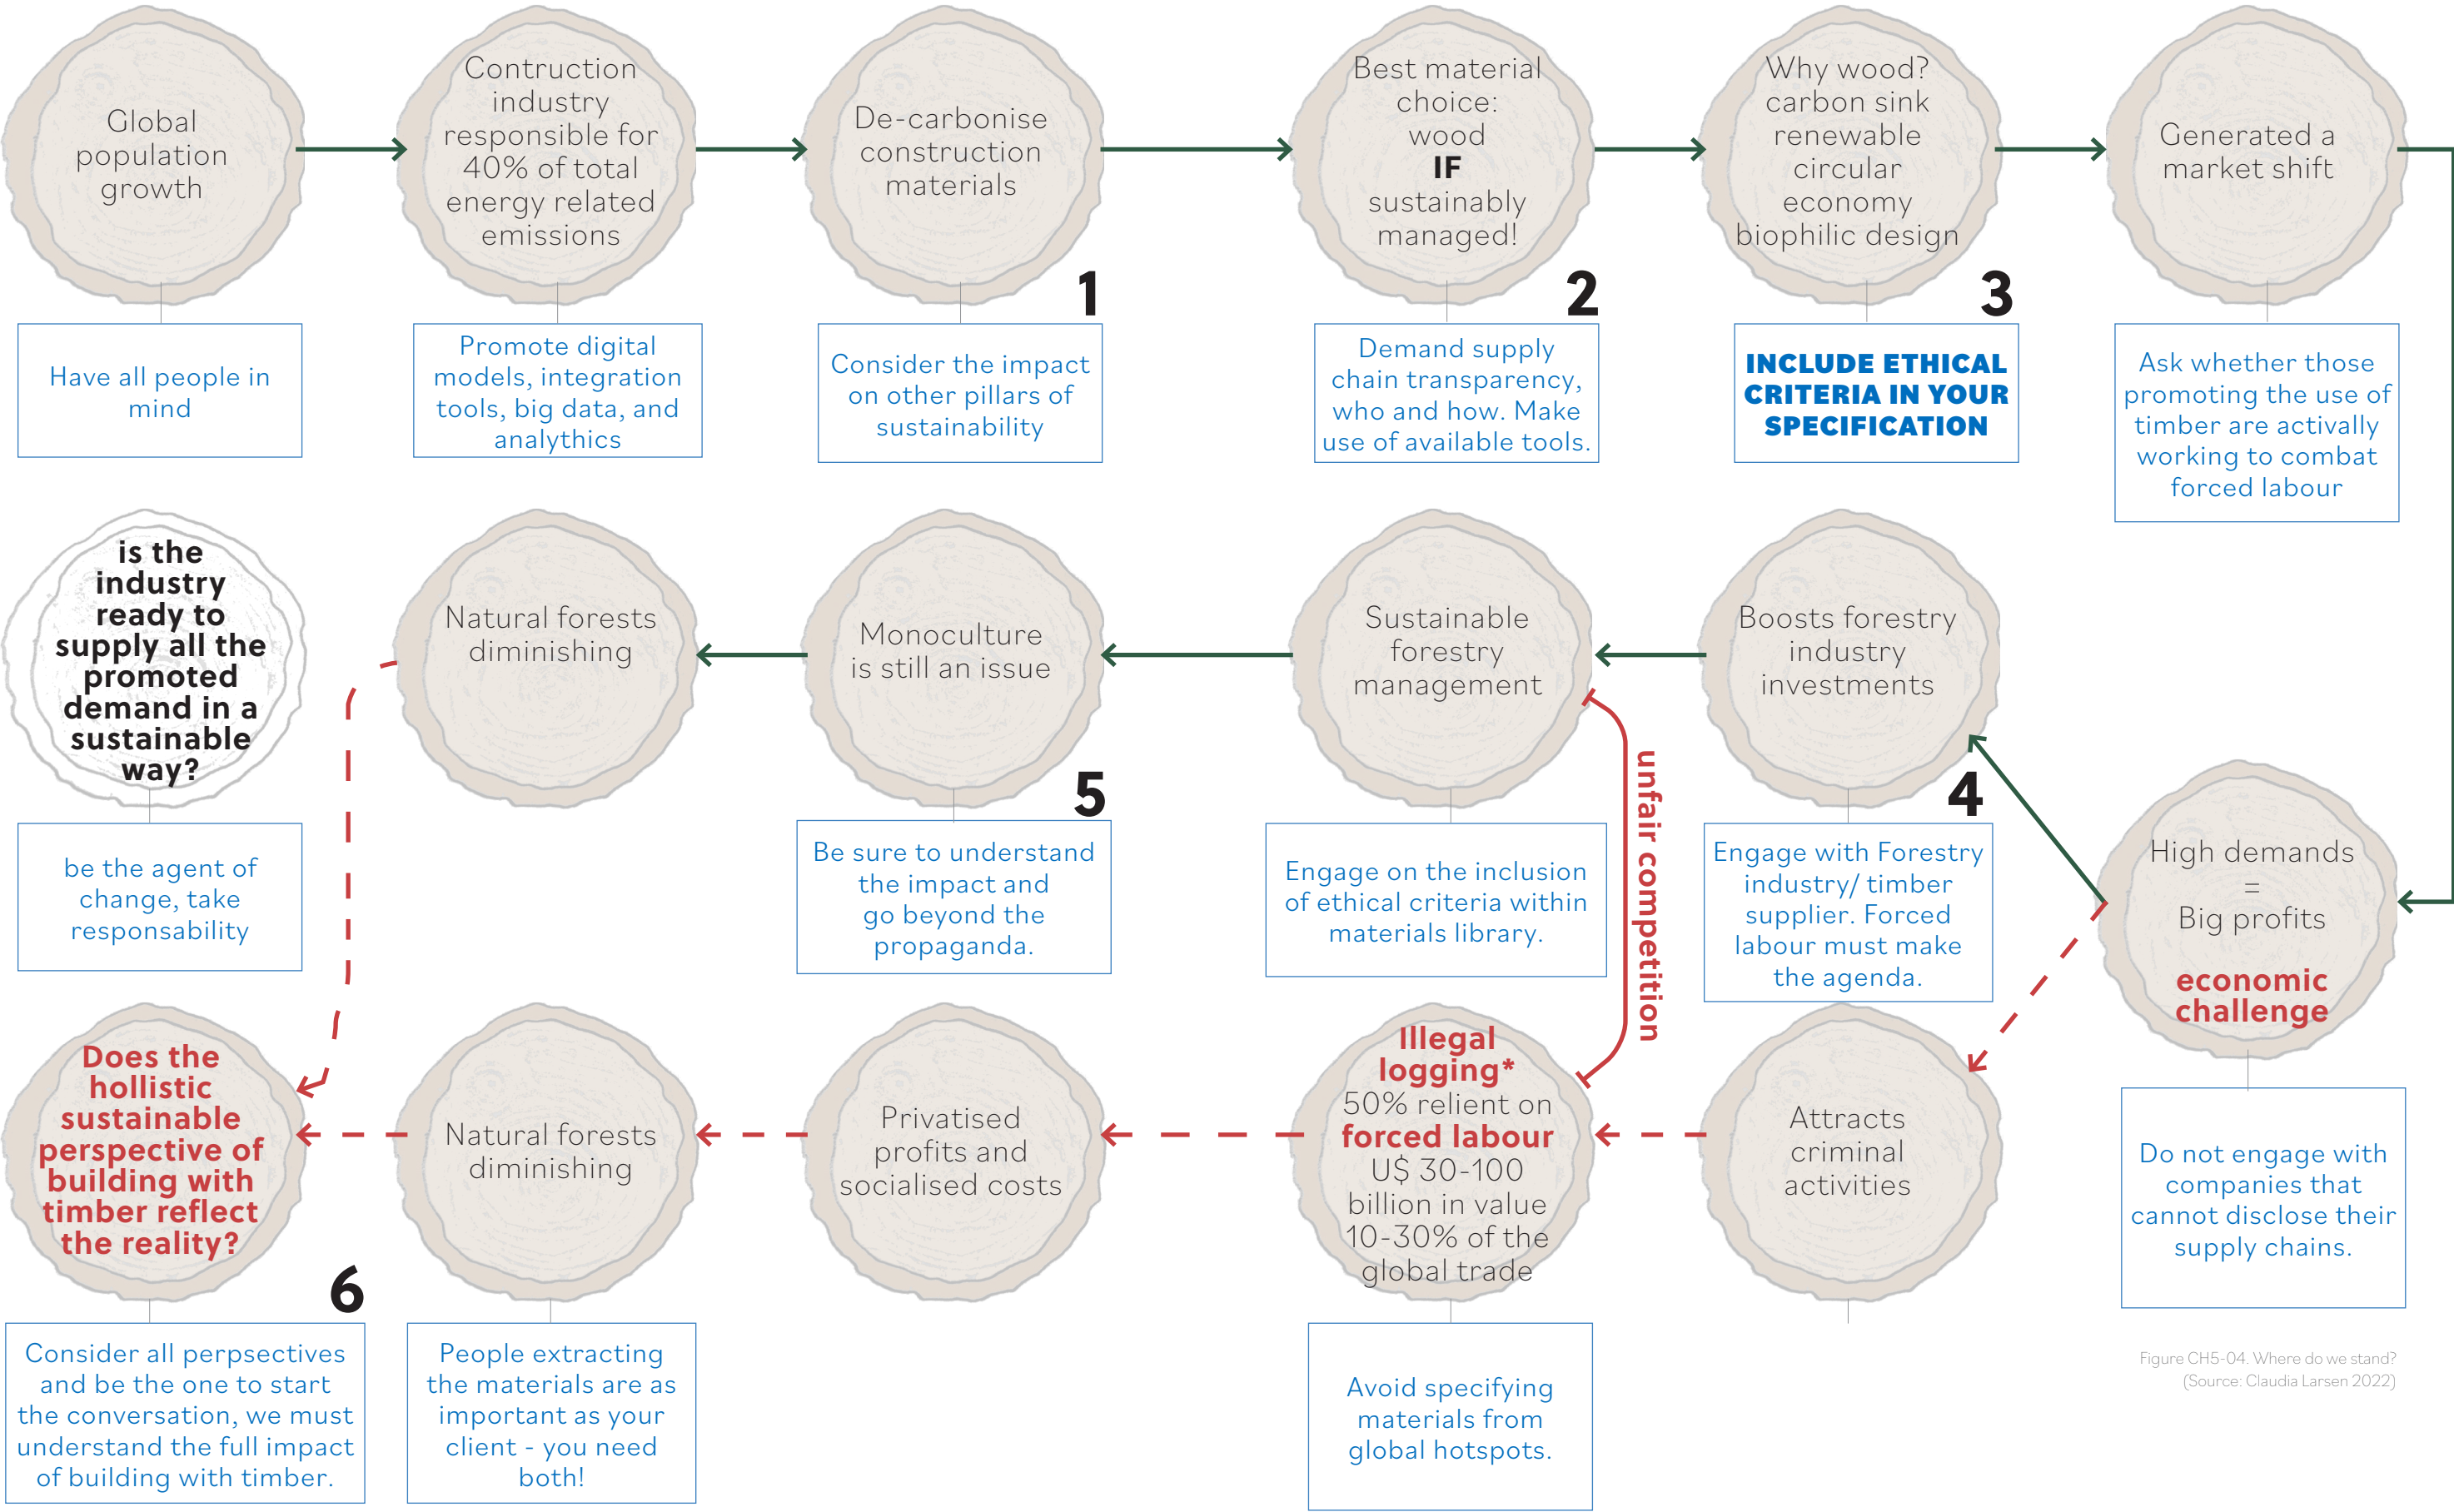 Global
population
growth
Contruction
industry
responsible for
40% of total
energy related
emissions
De-carbonise
construction
materials
1
Best material
choice:
wood
IF
sustainably
managed!
2
Why wood?
carbon sink
renewable
circular
economy
biophilic design
3
Generated a
market shift
Have all people in
mind
Promote digital
models, integration
tools, big data, and
analythics
Consider the impact
on other pillars of
sustainability
Demand supply
chain transparency,
who and how. Make
use of available tools.
INCLUDE ETHICAL
CRITERIA IN YOUR
SPECIFICATION
Ask whether those
promoting the use of
timber are activally
working to combat
forced labour
is the
industry
ready to
supply all the
promoted
demand in a
sustainable
way?
Natural forests
diminishing
Monoculture
is still an issue
5
Sustainable
forestry
management
Boosts forestry
industry
investments
4
unfair competition
High demands
=
Big profits
economic
challenge
be the agent of
change, take
responsability
Be sure to understand
the impact and
go beyond the
propaganda.
Engage on the inclusion
of ethical criteria within
materials library.
Engage with Forestry
industry/ timber
supplier. Forced
labour must make
the agenda.
Does the
hollistic
sustainable
perspective of
building with
timber reflect
the reality?
6
Natural forests
diminishing
Privatised
profits and
socialised costs
Illegal
logging*
50% relient on
forced labour
U$ 30-100
billion in value
10-30% of the
global trade
Attracts
criminal
activities
Do not engage with
companies that
cannot disclose their
supply chains.
Consider all perpsectives
and be the one to start
the conversation, we must
understand the full impact
of building with timber.
People extracting
the materials are as
important as your
client - you need
both!
Avoid specifying
materials from
global hotspots.
Figure CH5-04. Where do we stand?
(Source: Claudia Larsen 2022)